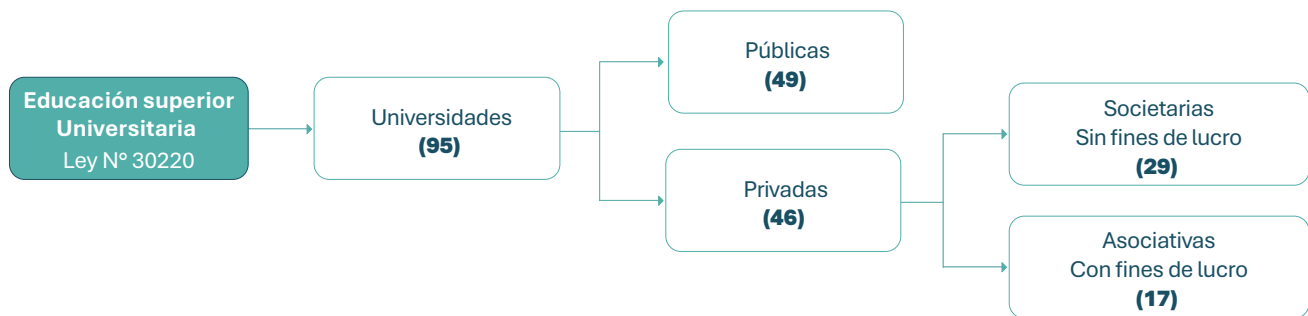 Educación superior
Universitaria
Ley Nº 30220
Universidades
(95)
Públicas
(49)
Privadas
(46)
Societarias
Sin fines de lucro
(29)
Asociativas
Con fines de lucro
(17)